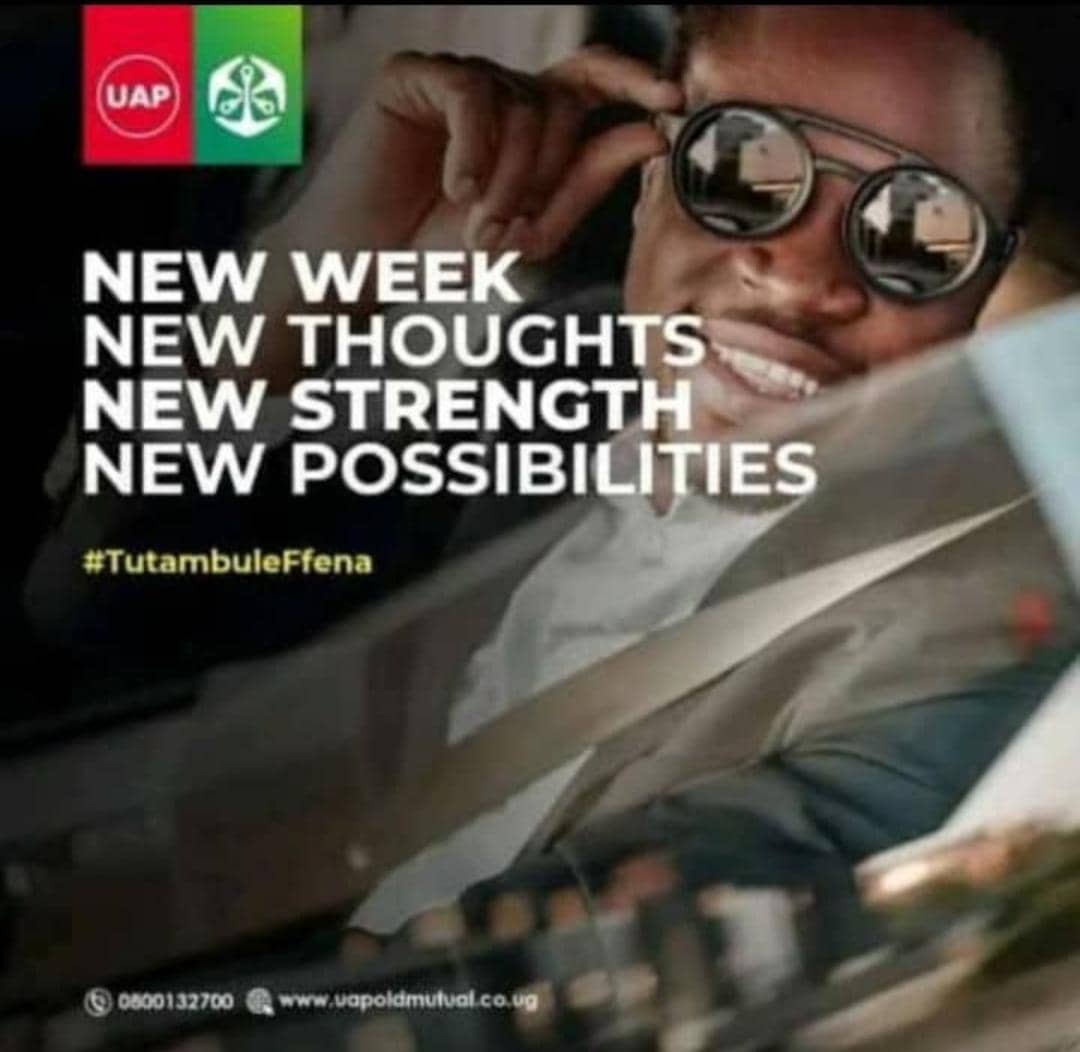 UAP
NEW WEEK
NEW THOUGHTS
NEW STRENGTH
NEW POSSIBILITIES
#TutambuleFfena
0800132700 www.uapoldmutual.co.ug